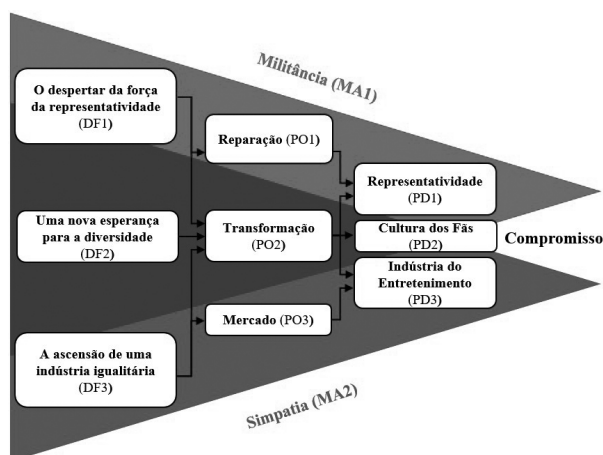 Militância (MA1)
O despertar da força
da representatividade
(DF1)
Reparação (PO1)
Representatividade
(PD1)
Uma nova esperança
para a diversidade
(DF2)
Transformação
(PO2)
Cultura dos Fãs
(PD2)
Compromisso
Indústria do
Entretenimento
(PD3)
Mercado (PO3)
A ascensão de uma
indústria igualitária
(DF3)
Simpatia (MA2)